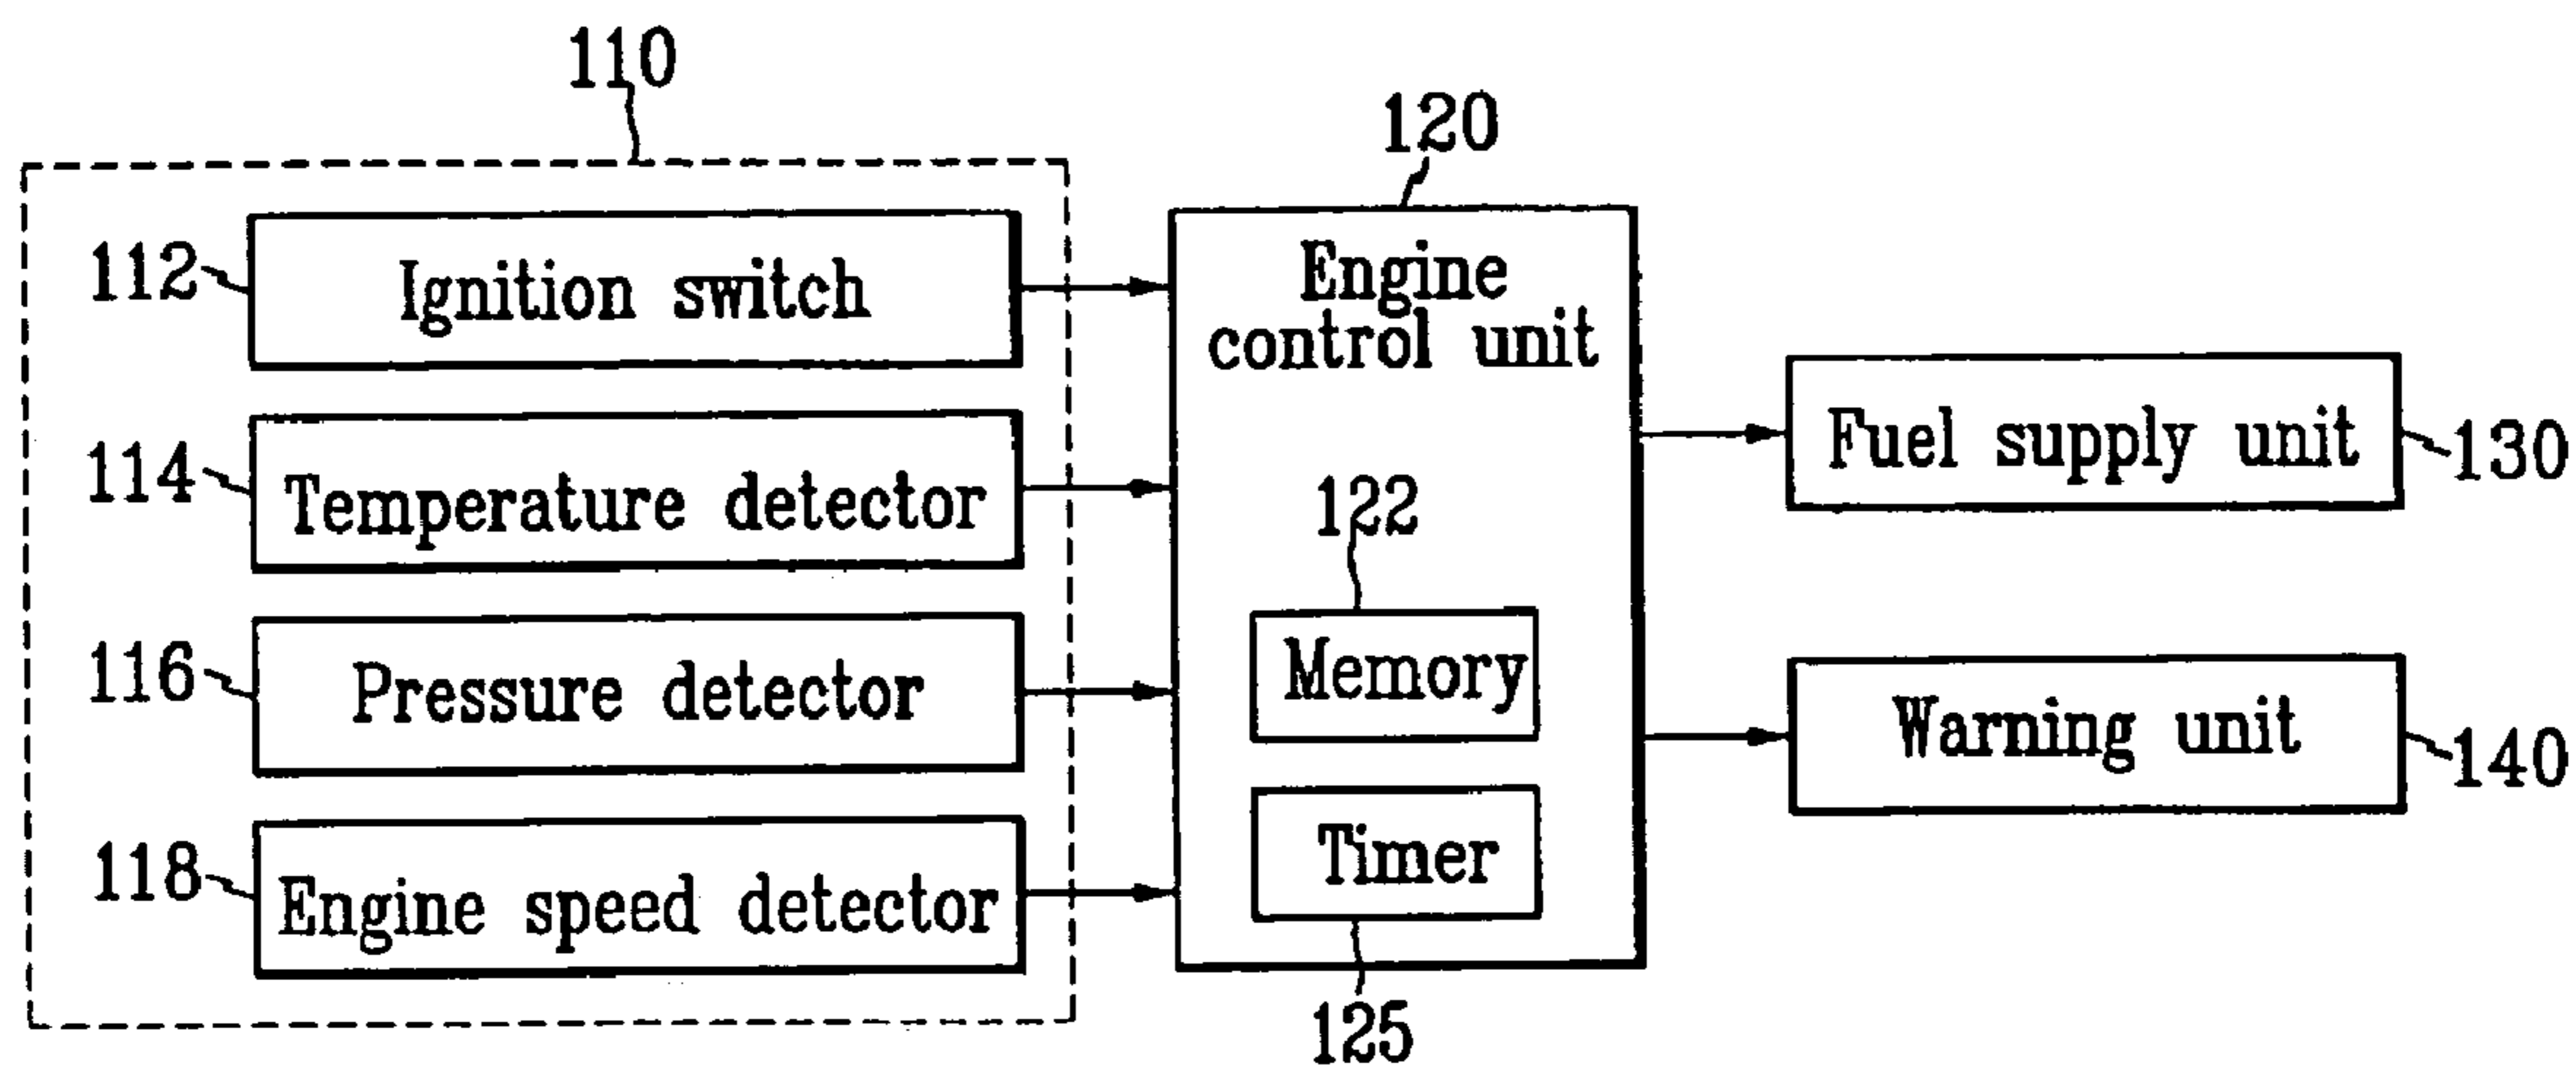 110
112
Ignition switch
114
Temperature detector
116
Pressure detector
118
Engine speed detector
120
Engine
control unit
122
Memory
Timer
125
Fuel supply unit
130
Warning unit
140